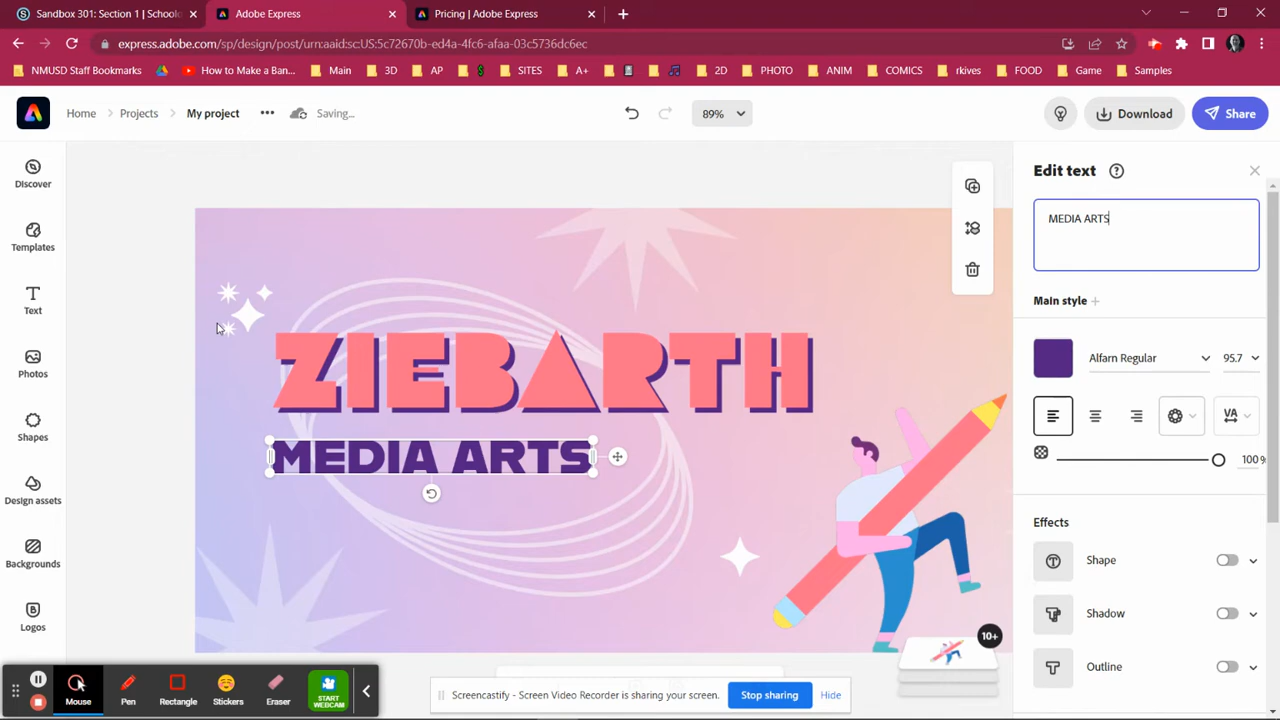 Sandbox 301: Section 1 | Schoolo
Adobe Express
Pricing | Adobe Express
express.adobe.com/sp/design/post/urn:aaid:sc:US:5c72670b-ed4a-4fc6-afaa-03c5736dc6ec
NMUSD Staff Bookmarks
How to Make a Ban...
Main
3D
AP
SITES
A+
2D
PHOTO
ANIM
COMICS
rkives
FOOD
Game
Samples
Home
Projects
My project
Saving...
89%
Download
Share
Discover
Templates
Text
Photos
Shapes
Design assets
Backgrounds
Logos
ZIEBARTH
MEDIA ARTS
10+
Edit text
MEDIA ARTS
Main style
Alfarn Regular
95.7
VA
100%
Effects
Shape
Shadow
Outline
Mouse
Pen
Rectangle
Stickers
Eraser
START
WEBCAM
Screencastify - Screen Video Recorder is sharing your screen.
Stop sharing
Hide